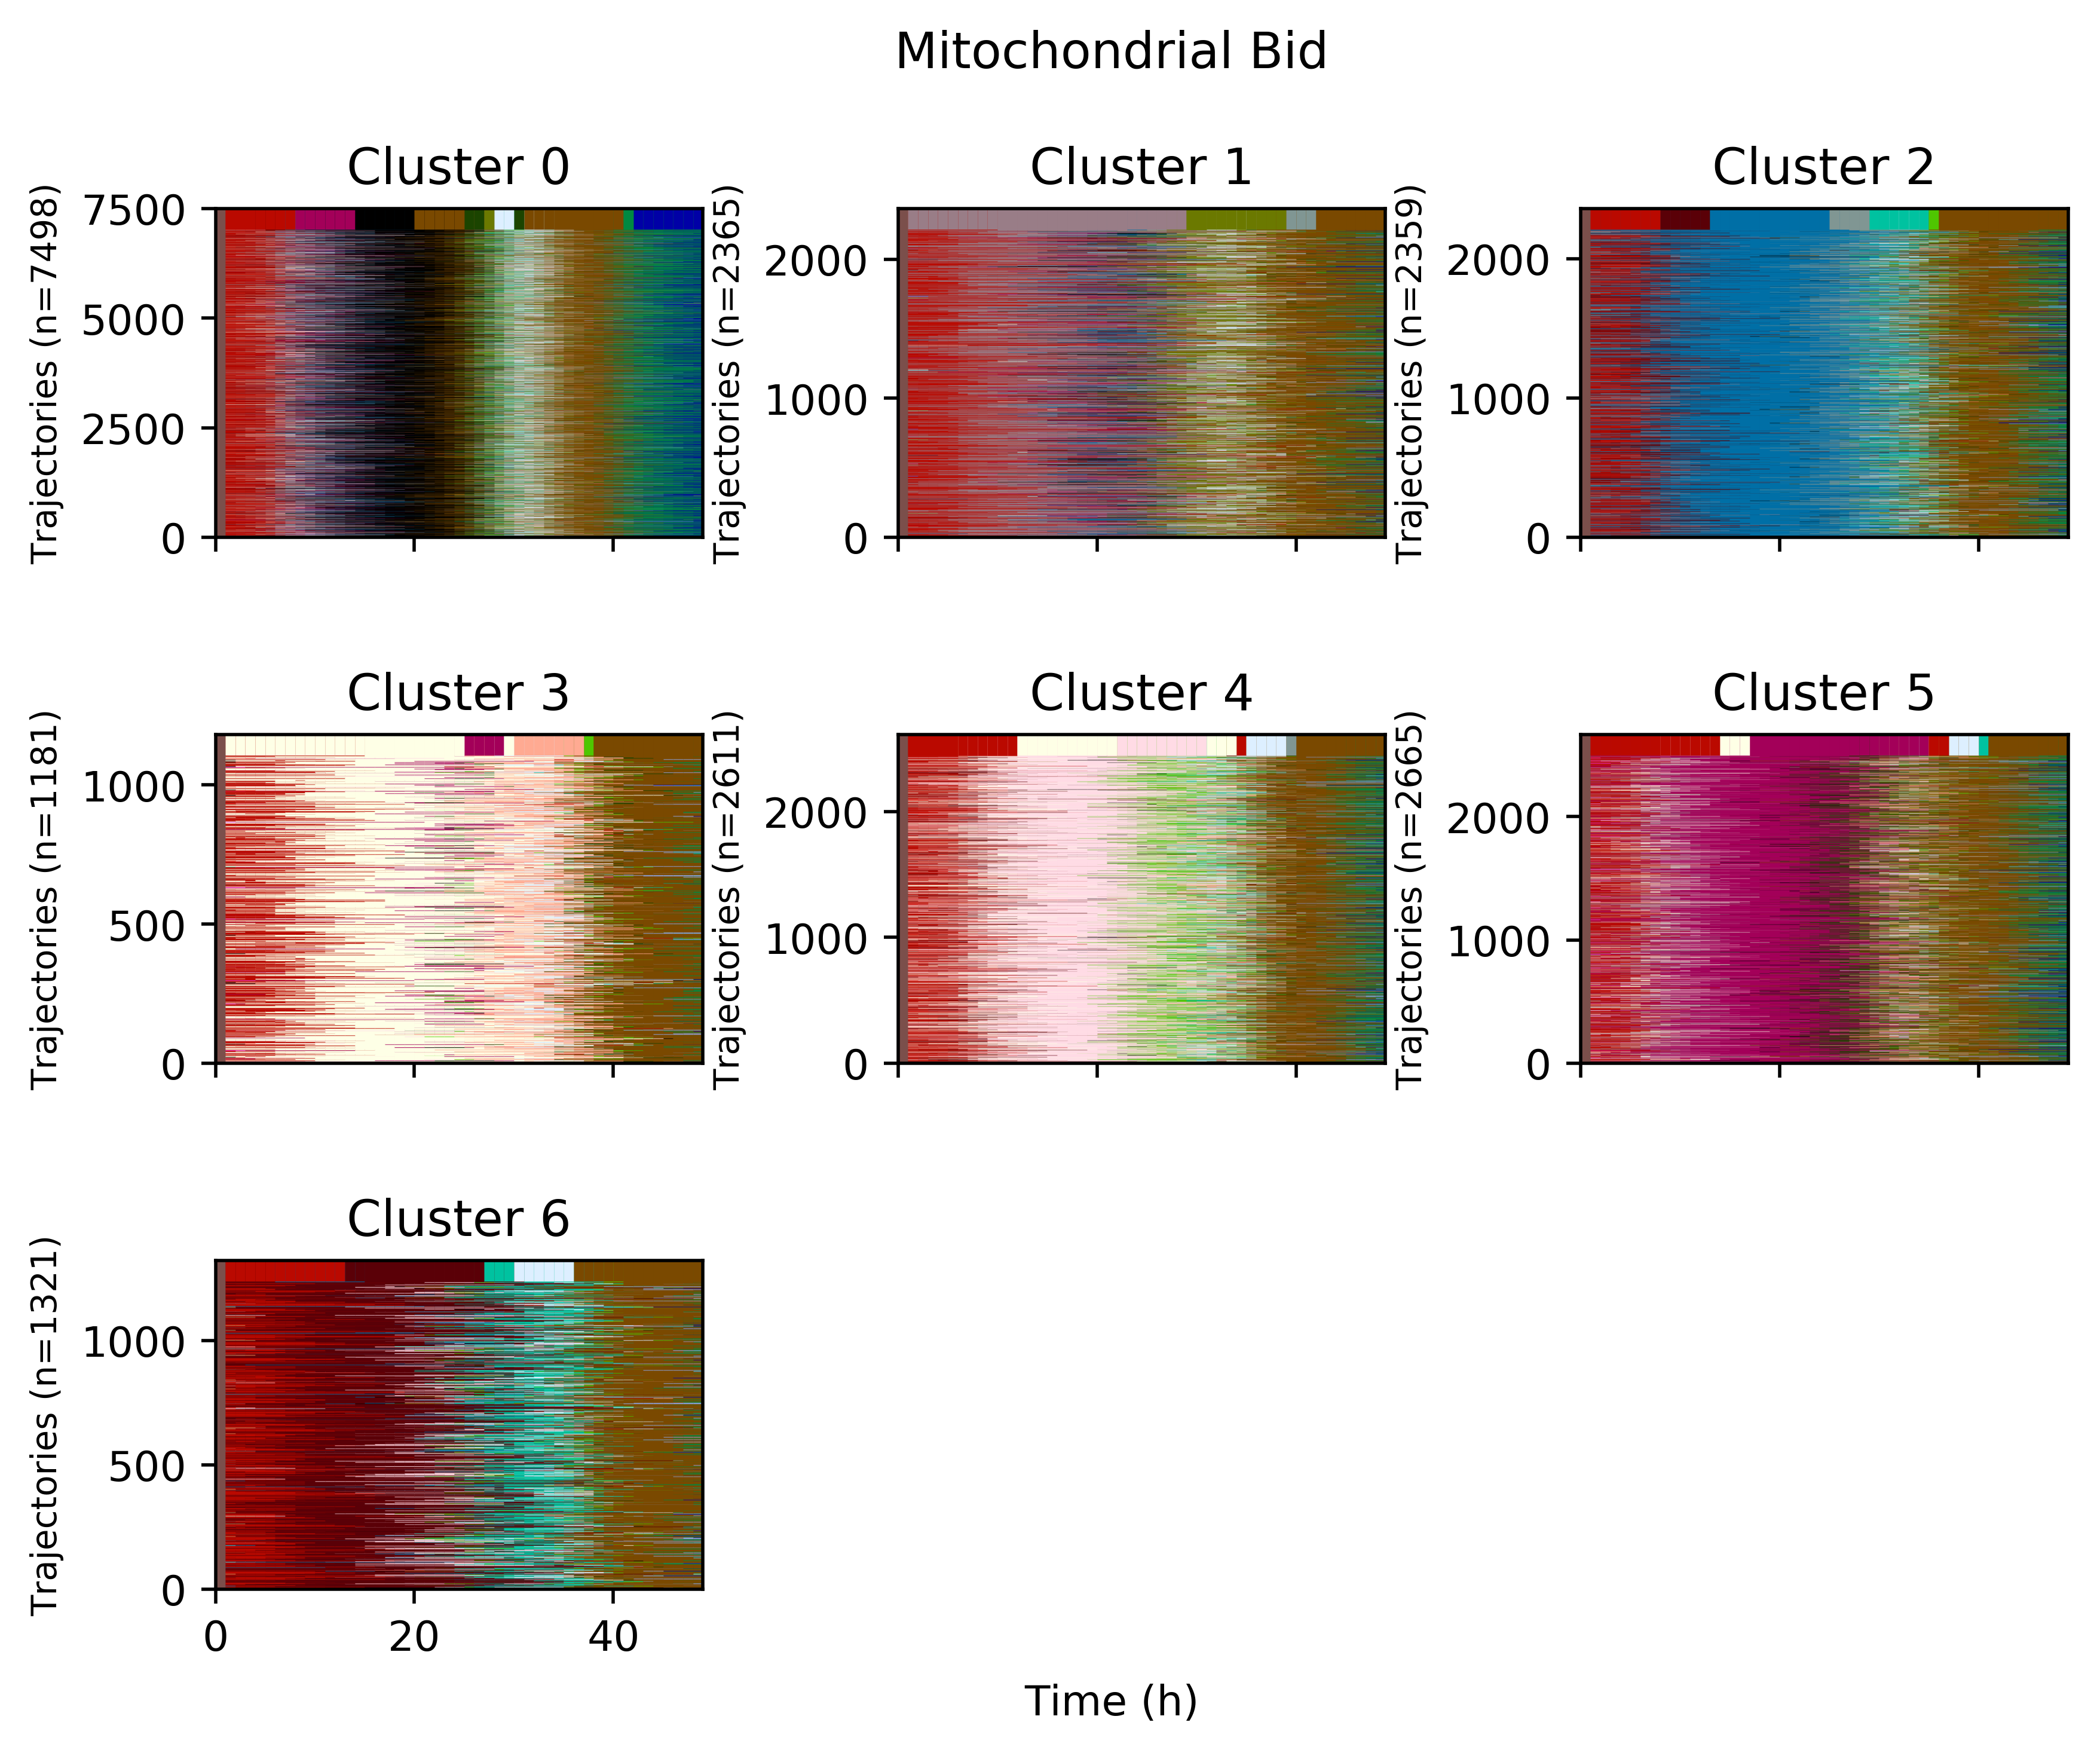 Mitochondrial Bid
Cluster 0
Cluster 1
Cluster 2
Trajectories (n=7498)
7500
5000
2500
0
Trajectories (n=2365)
2000
1000
0
Trajectories (n=2359)
2000
1000
0
Cluster 3
Cluster 4
Cluster 5
Trajectories (n=1181)
1000
500
0
Trajectories (n=2611)
2000
1000
0
Trajectories (n=2665)
2000
1000
0
Cluster 6
Trajectories (n=1321)
1000
500
0
0 20 40
Time (h)